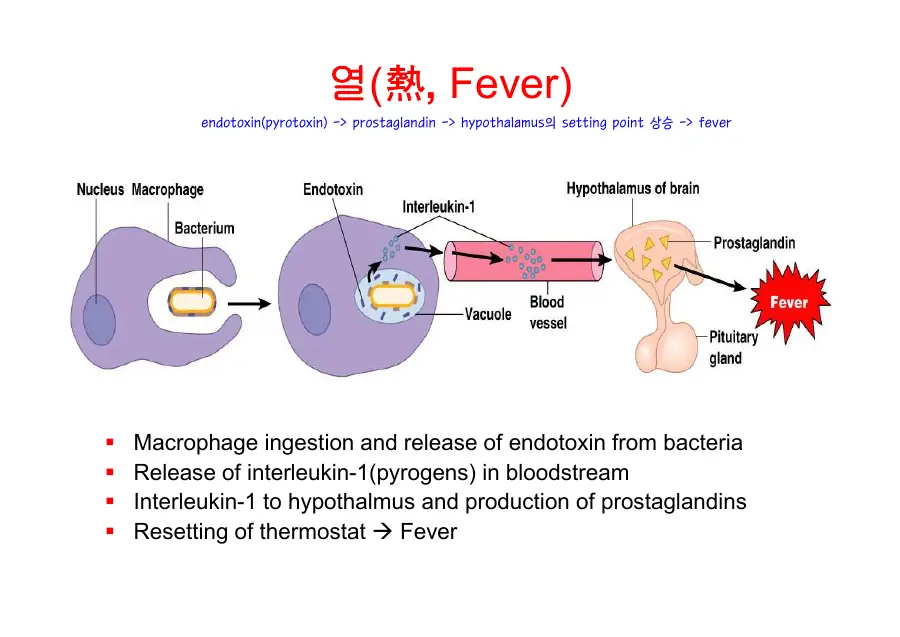 열(熱, Fever)
endotoxin(pyrotoxin) -> prostaglandin -> hypothalamus의 setting point 상승 -> fever
Nucleus Macrophage
Bacterium
Endotoxin
Interleukin-1
Vacuole
Blood
vessel
Hypothalamus of brain
Prostaglandin
Fever
Pituitary
gland
▪ Macrophage ingestion and release of endotoxin from bacteria
▪ Release of interleukin-1(pyrogens) in bloodstream
▪ Interleukin-1 to hypothalmus and production of prostaglandins
▪ Resetting of thermostat → Fever